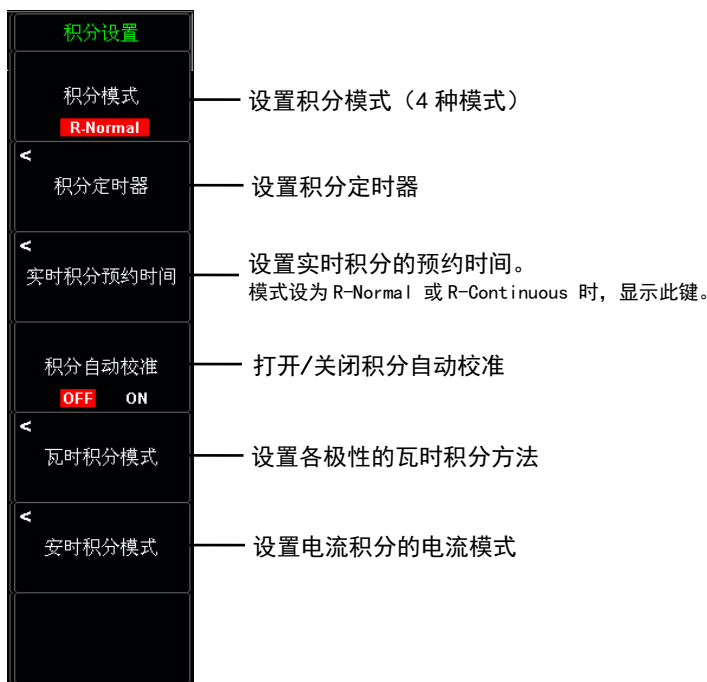 积分设置
积分模式
R-Normal
设置积分模式（4 种模式）
<
积分定时器
设置积分定时器
<
实时积分预约时间
设置实时积分的预约时间。
模式设为 R-Normal 或 R-Continuous 时，显示此键。
积分自动校准
OFF ON
打开/关闭积分自动校准
<
瓦时积分模式
设置各极性的瓦时积分方法
<
安时积分模式
设置电流积分的电流模式